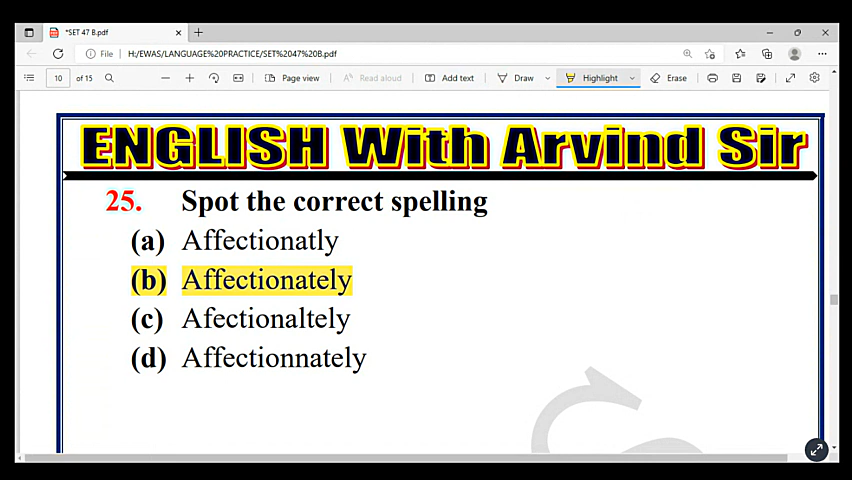 *SET 47 B.pdf
File H:/EWAS/LANGUAGE%20PRACTICE/SET%2047%20B.pdf
10 of 15 Page view Read aloud Add text Draw Highlight Erase
ENGLISH With Arvind Sir
25. Spot the correct spelling
(a) Affectionatly
(b) Affectionately
(c) Afectionaltely
(d) Affectionnately